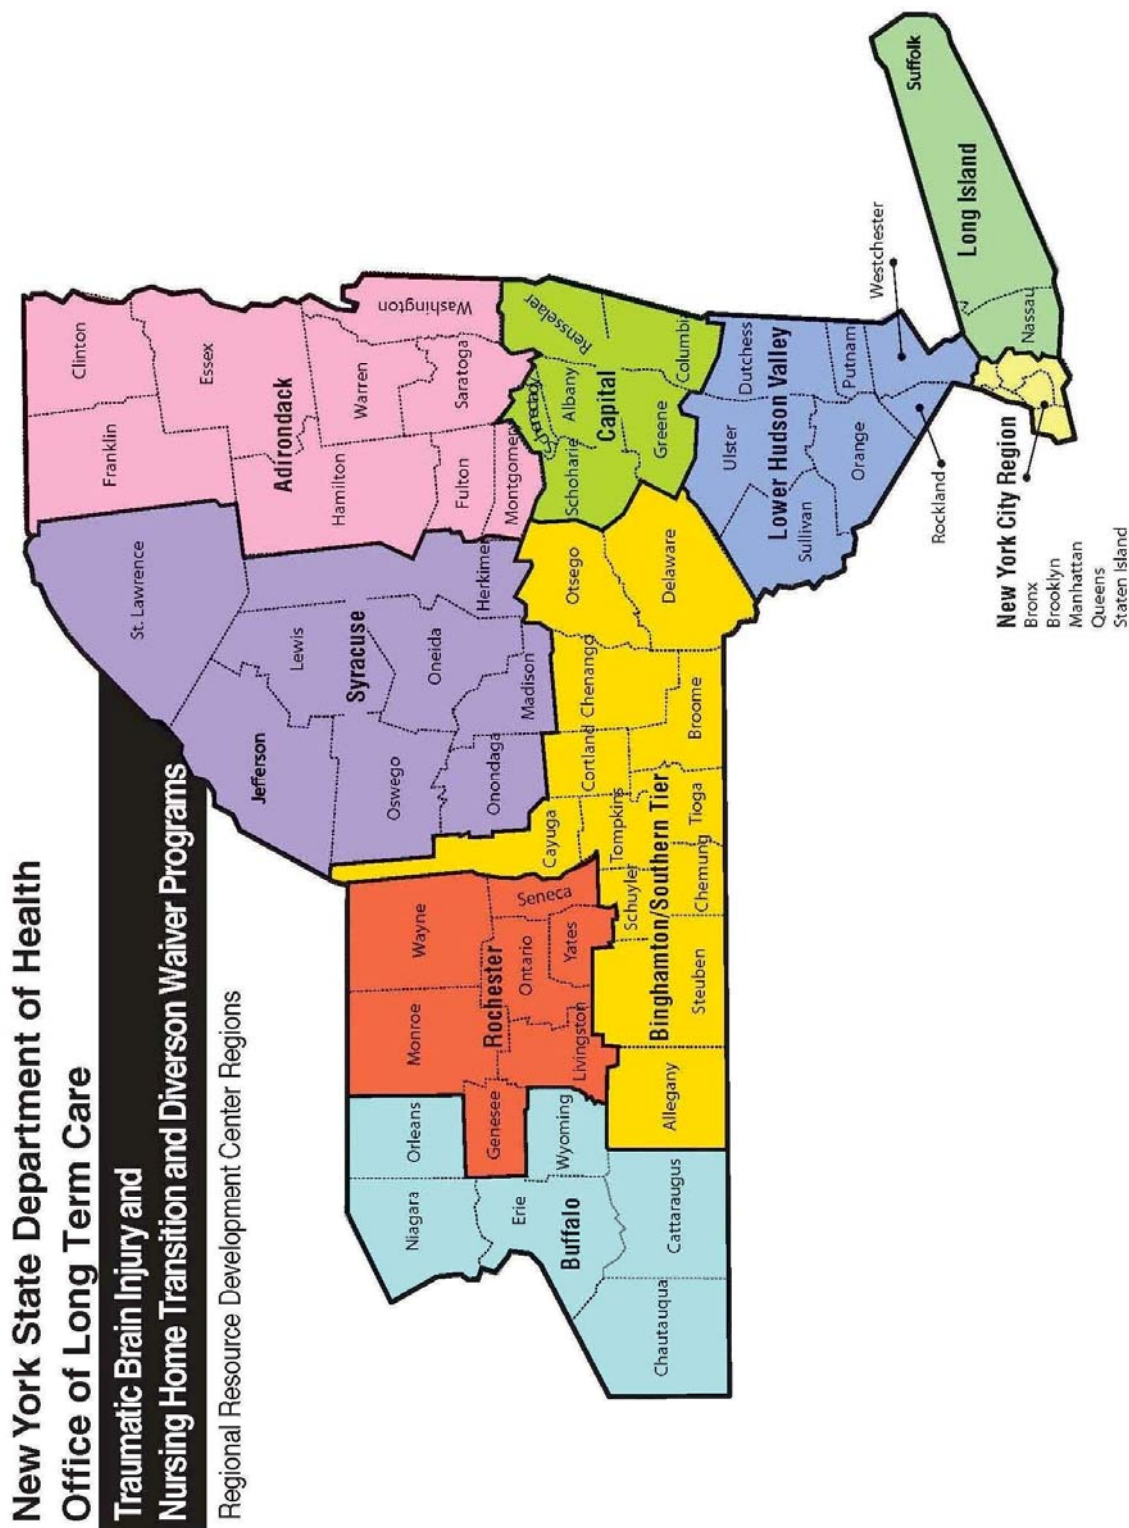 New York State Department of Health
Office of Long Term Care
Traumatic Brain Injury and
Nursing Home Transition and Diverson Waiver Programs
Regional Resource Development Center Regions
Clinton
Franklin
Essex
Adirondack
Hamilton
Warren
Washington
Saratoga
Fulton
Montgomer
St. Lawrence
Jefferson
Lewis
Syracuse
Oswego
Oneida
Herkimer
Onondaga
Madison
Niagara
Orleans
Erie
Wyoming
Buffalo
Chautauqua
Cattaraugus
Monroe
Wayne
Genesee
Rochester
Ontario
Seneca
Yates
Livingston
Cayuga
Cortland
Chenango
Otsego
Tompkins
Schuyler
Binghamton/Southern Tier
Delaware
Allegany
Steuben
Chemung
Tioga
Broome
Rensselaer
Schenectady
Albany
Schoharie
Capital
Greene
Columbi
Ulster
Dutchess
Lower Hudson Valley
Sullivan
Orange
Putnam
Westchester
Rockland
Suffolk
Long Island
Nassau
New York City Region
Bronx
Brooklyn
Manhattan
Queens
Staten Island